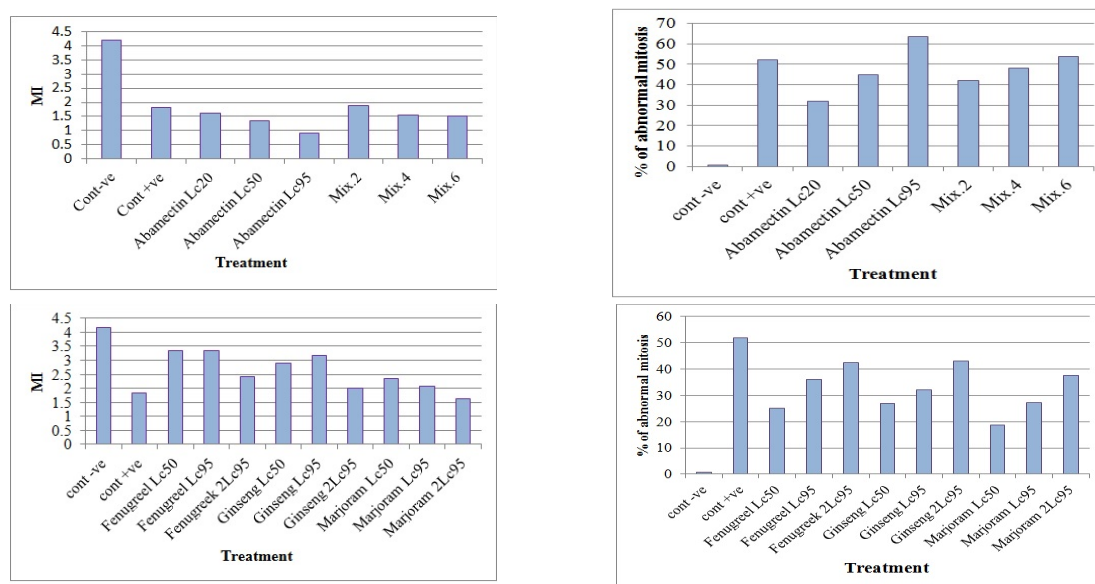 MI
4.5
4
3.5
3
2.5
2
1.5
1
0.5
0
Cont-ve
Cont +ve
Abamectin Lc20
Abamectin Lc50
Abamectin Lc95
Mix.2
Mix.4
Mix.6
Treatment
% of abnormal mitosis
70
60
50
40
30
20
10
0
cont -ve
cont +ve
Abamectin Lc20
Abamectin Lc50
Abamectin Lc95
Mix.2
Mix.4
Mix.6
Treatment
MI
4.5
4
3.5
3
2.5
2
1.5
1
0.5
0
cont -ve
cont +ve
Fenugreel Lc50
Fenugreel Lc95
Fenugreek 2Lc95
Ginseng Lc50
Ginseng Lc95
Ginseng 2Lc95
Marjoram Lc50
Marjoram Lc95
Marjoram 2Lc95
Treatment
% of abnormal mitosis
60
50
40
30
20
10
0
cont -ve
cont +ve
Fenugreel Lc50
Fenugreel Lc95
Fenugreek 2Lc95
Ginseng Lc50
Ginseng Lc95
Ginseng 2Lc95
Marjoram Lc50
Marjoram Lc95
Marjoram 2Lc95
Treatment